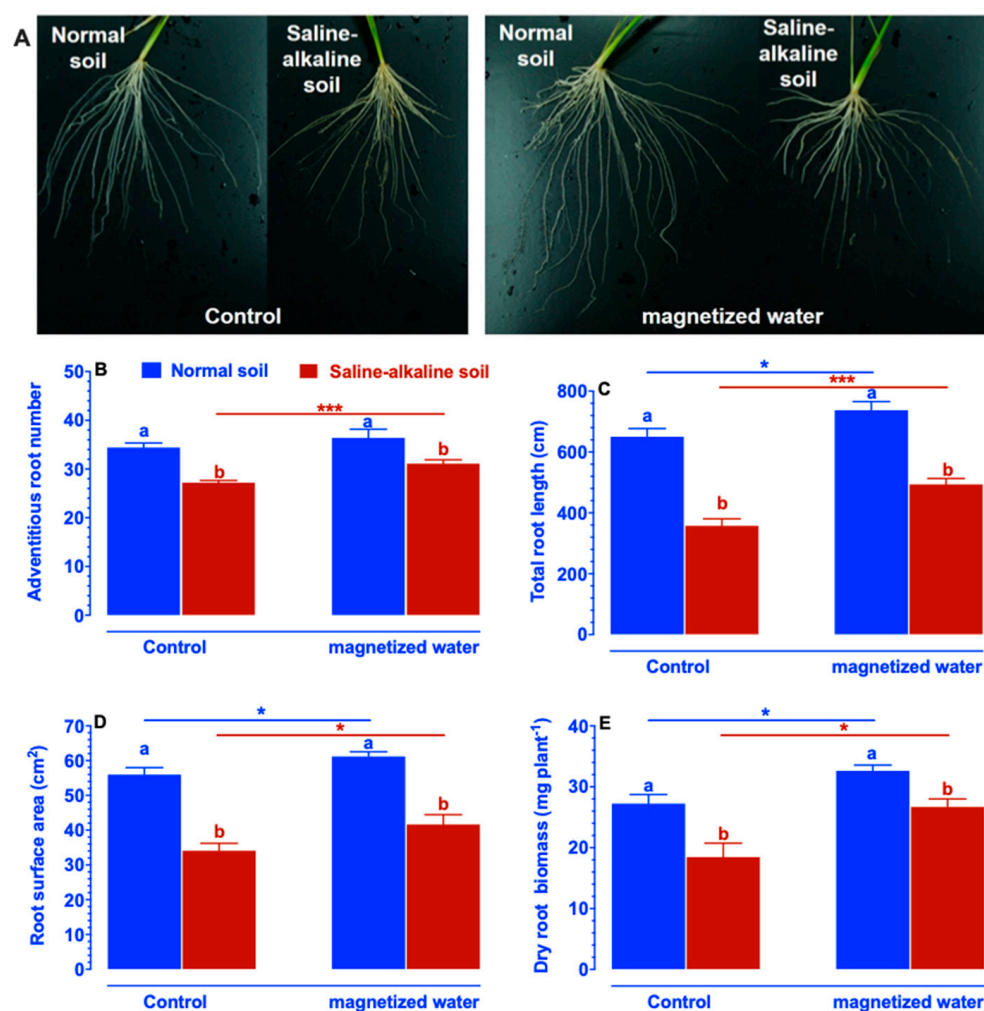 A
Normal
soil
Saline-
alkaline
soil
Control
Normal
soil
Saline-
alkaline
soil
magnetized water
B
Normal soil
Saline-alkaline soil
Adventitious root number
50
40
30
20
10
0
a
b
***
a
b
Control
magnetized water
C
Total root length (cm)
800
600
400
200
0
*
***
a
b
a
b
Control
magnetized water
D
Root surface area (cm²)
70
60
50
40
30
20
10
0
*
*
a
b
a
b
Control
magnetized water
E
Dry root biomass (mg plant⁻¹)
40
30
20
10
0
*
*
a
b
a
b
Control
magnetized water